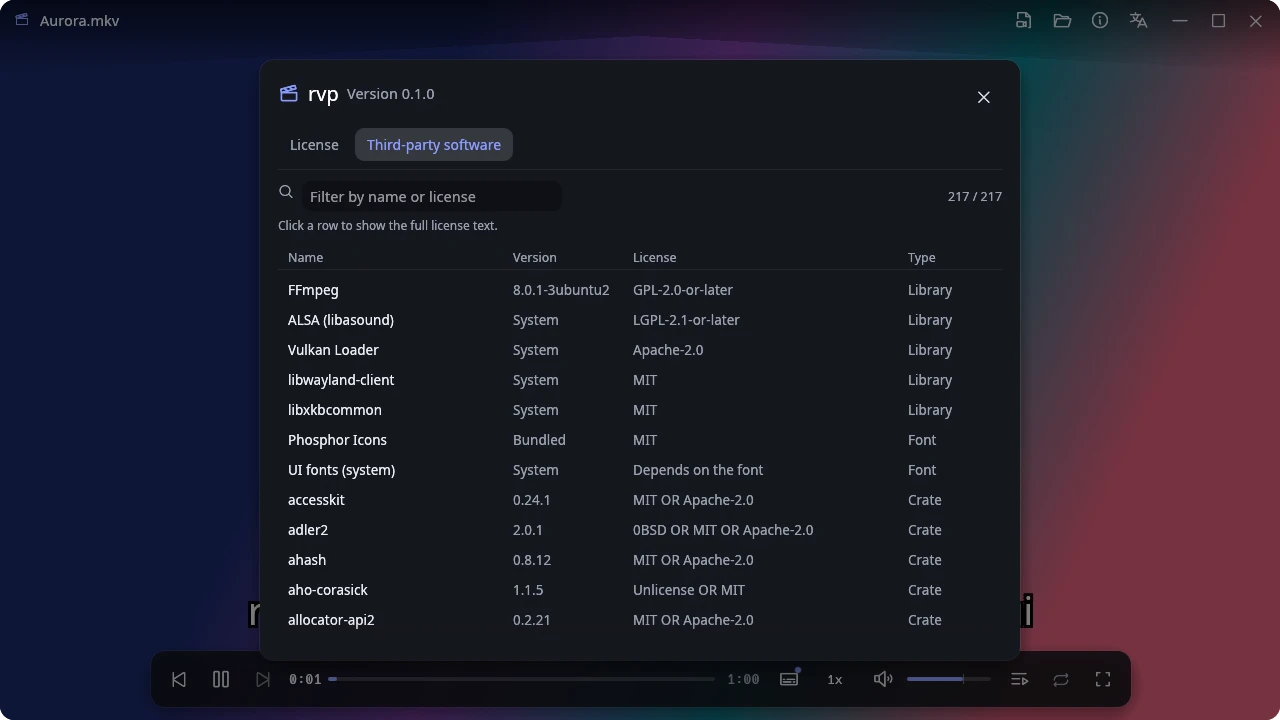 Aurora.mkv
rvp Version 0.1.0
License Third-party software
Filter by name or license 217 / 217
Click a row to show the full license text.
Name Version License Type
FFmpeg 8.0.1-3ubuntu2 GPL-2.0-or-later Library
ALSA (libasound) System LGPL-2.1-or-later Library
Vulkan Loader System Apache-2.0 Library
libwayland-client System MIT Library
libxkbcommon System MIT Library
Phosphor Icons Bundled MIT Font
UI fonts (system) System Depends on the font Font
accesskit 0.24.1 MIT OR Apache-2.0 Crate
adler2 2.0.1 0BSD OR MIT OR Apache-2.0 Crate
ahash 0.8.12 MIT OR Apache-2.0 Crate
aho-corasick 1.1.5 Unlicense OR MIT Crate
allocator-api2 0.2.21 MIT OR Apache-2.0 Crate
0:01 1:00 1x